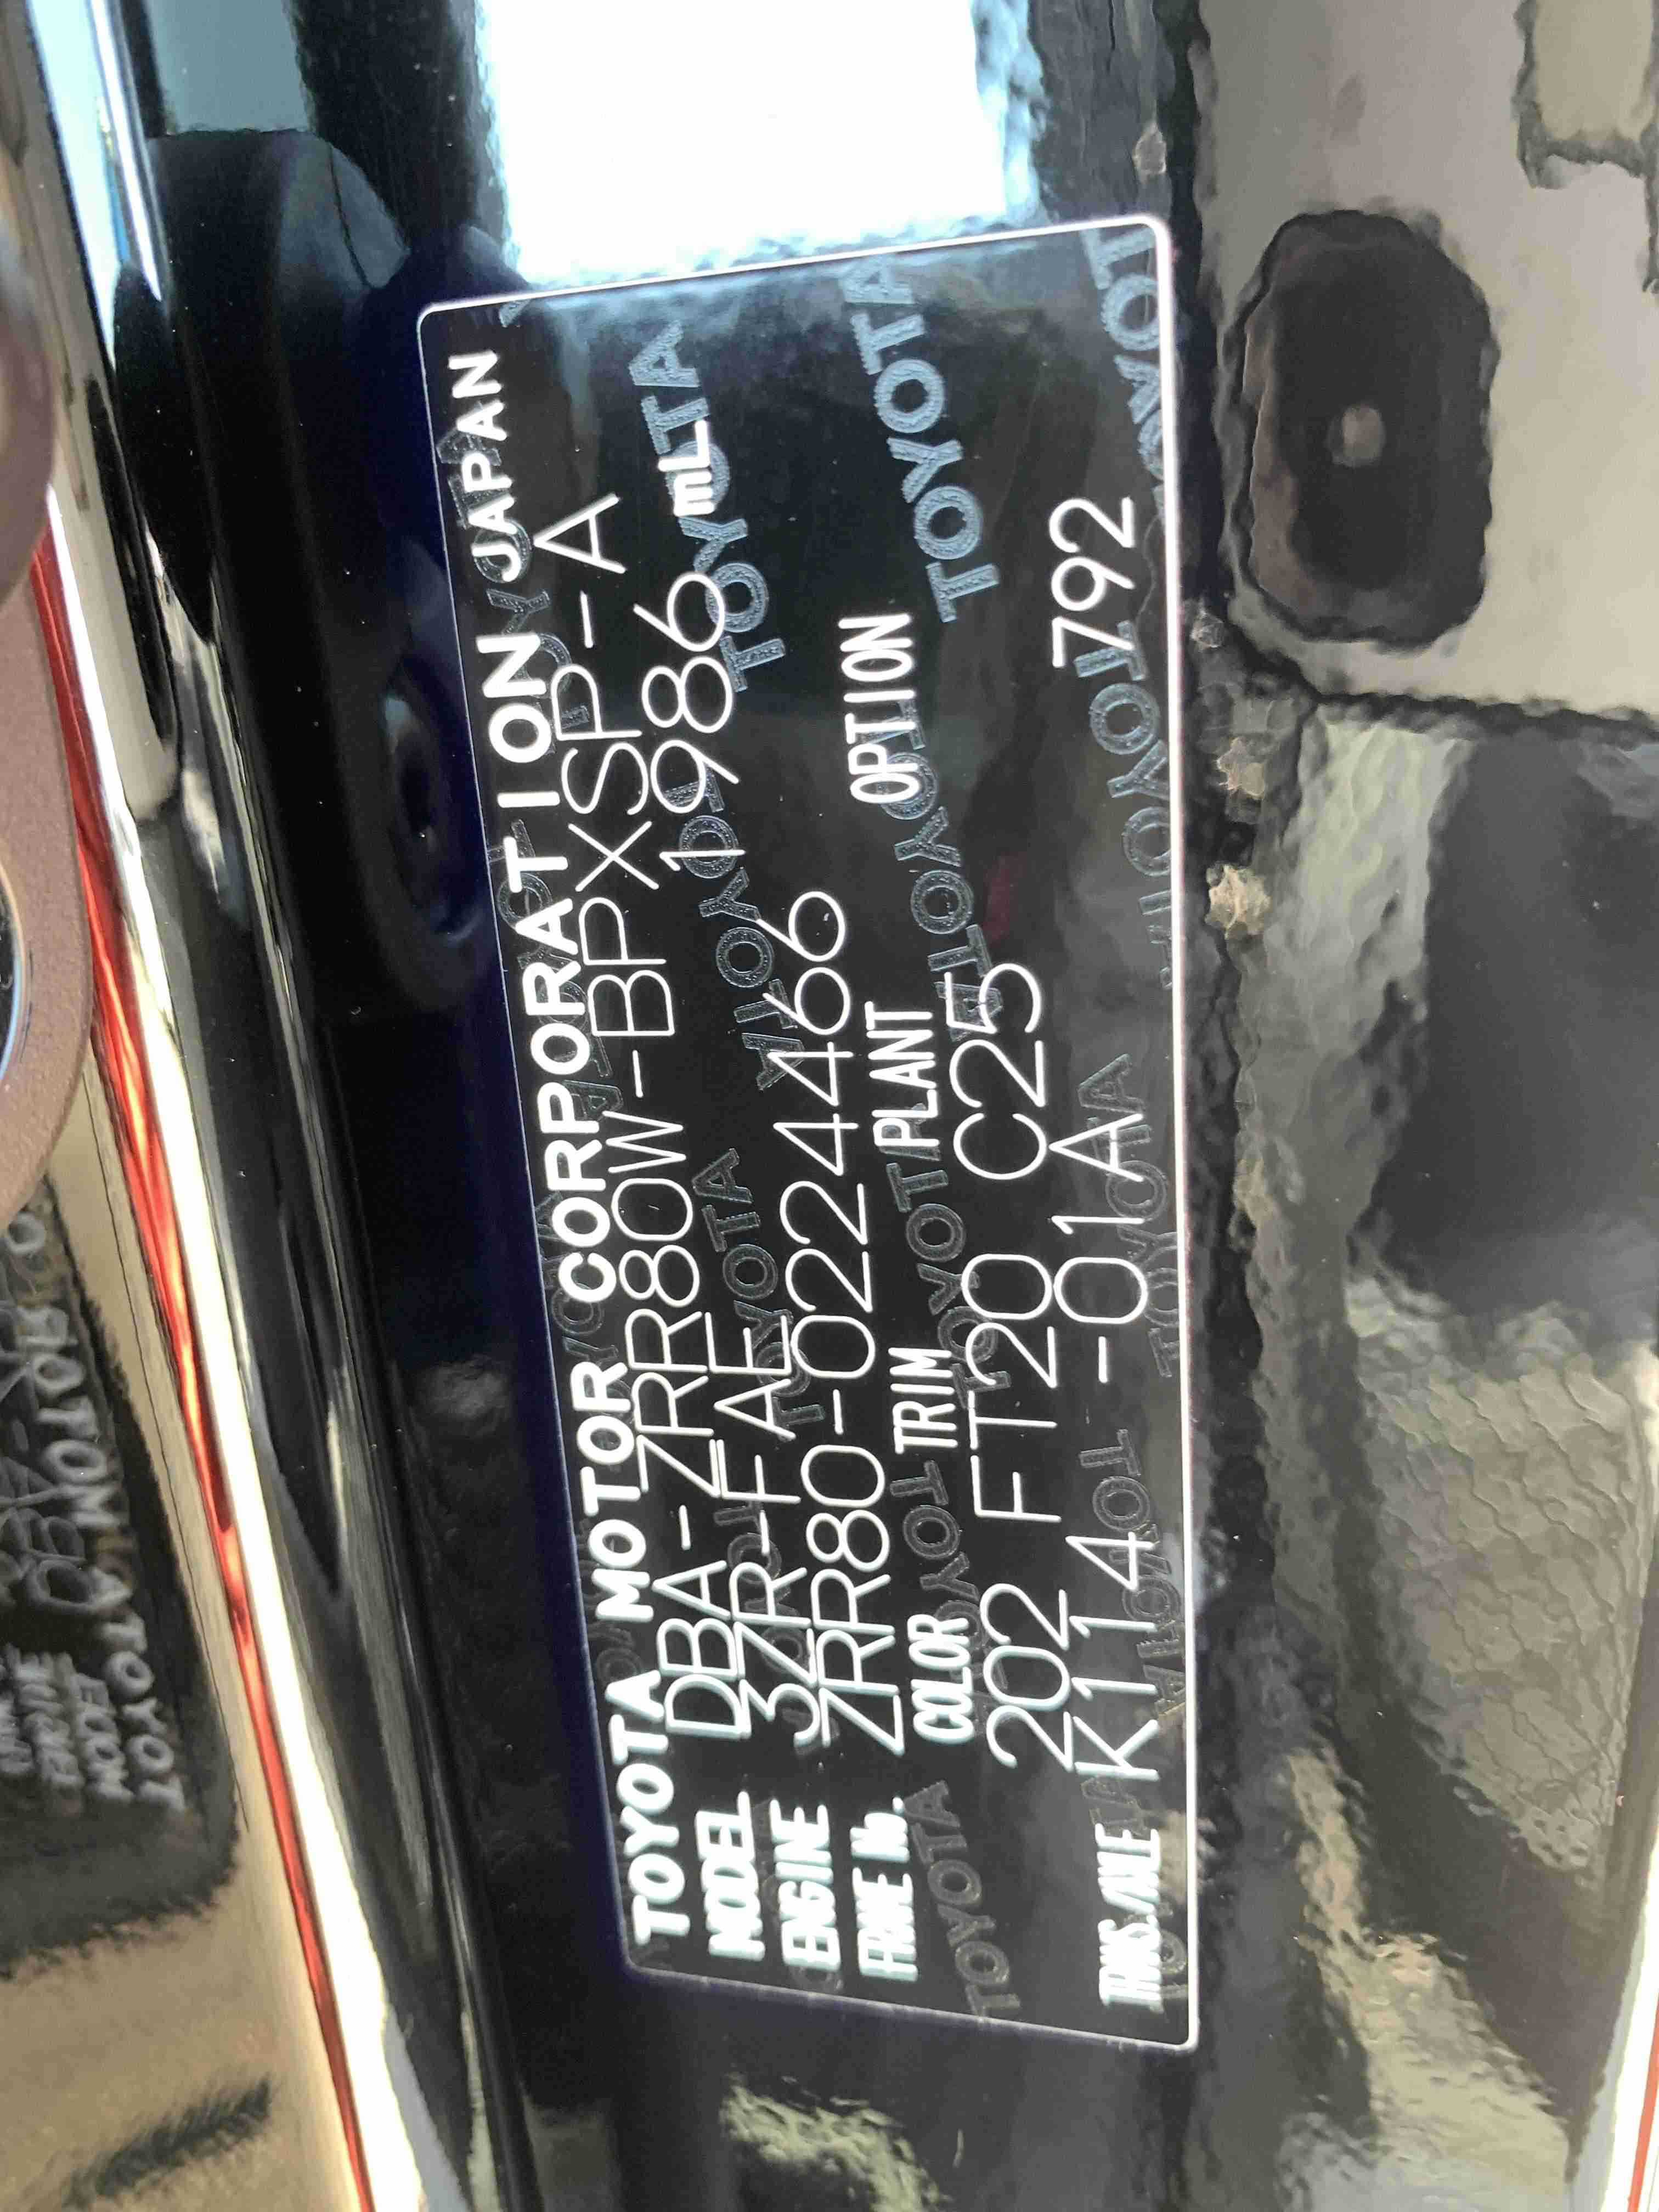 TOYOTA MOTOR CORPORATION JAPAN
MODEL DBA-ZRR80W-BPXSP-A
ENGINE 3ZR-FAE 1986 mL
FRAME No. ZRR80-0224466
COLOR TRIM /PLANT OPTION
202 FT20 C25
TRANS./AXLE K114 -01A 792